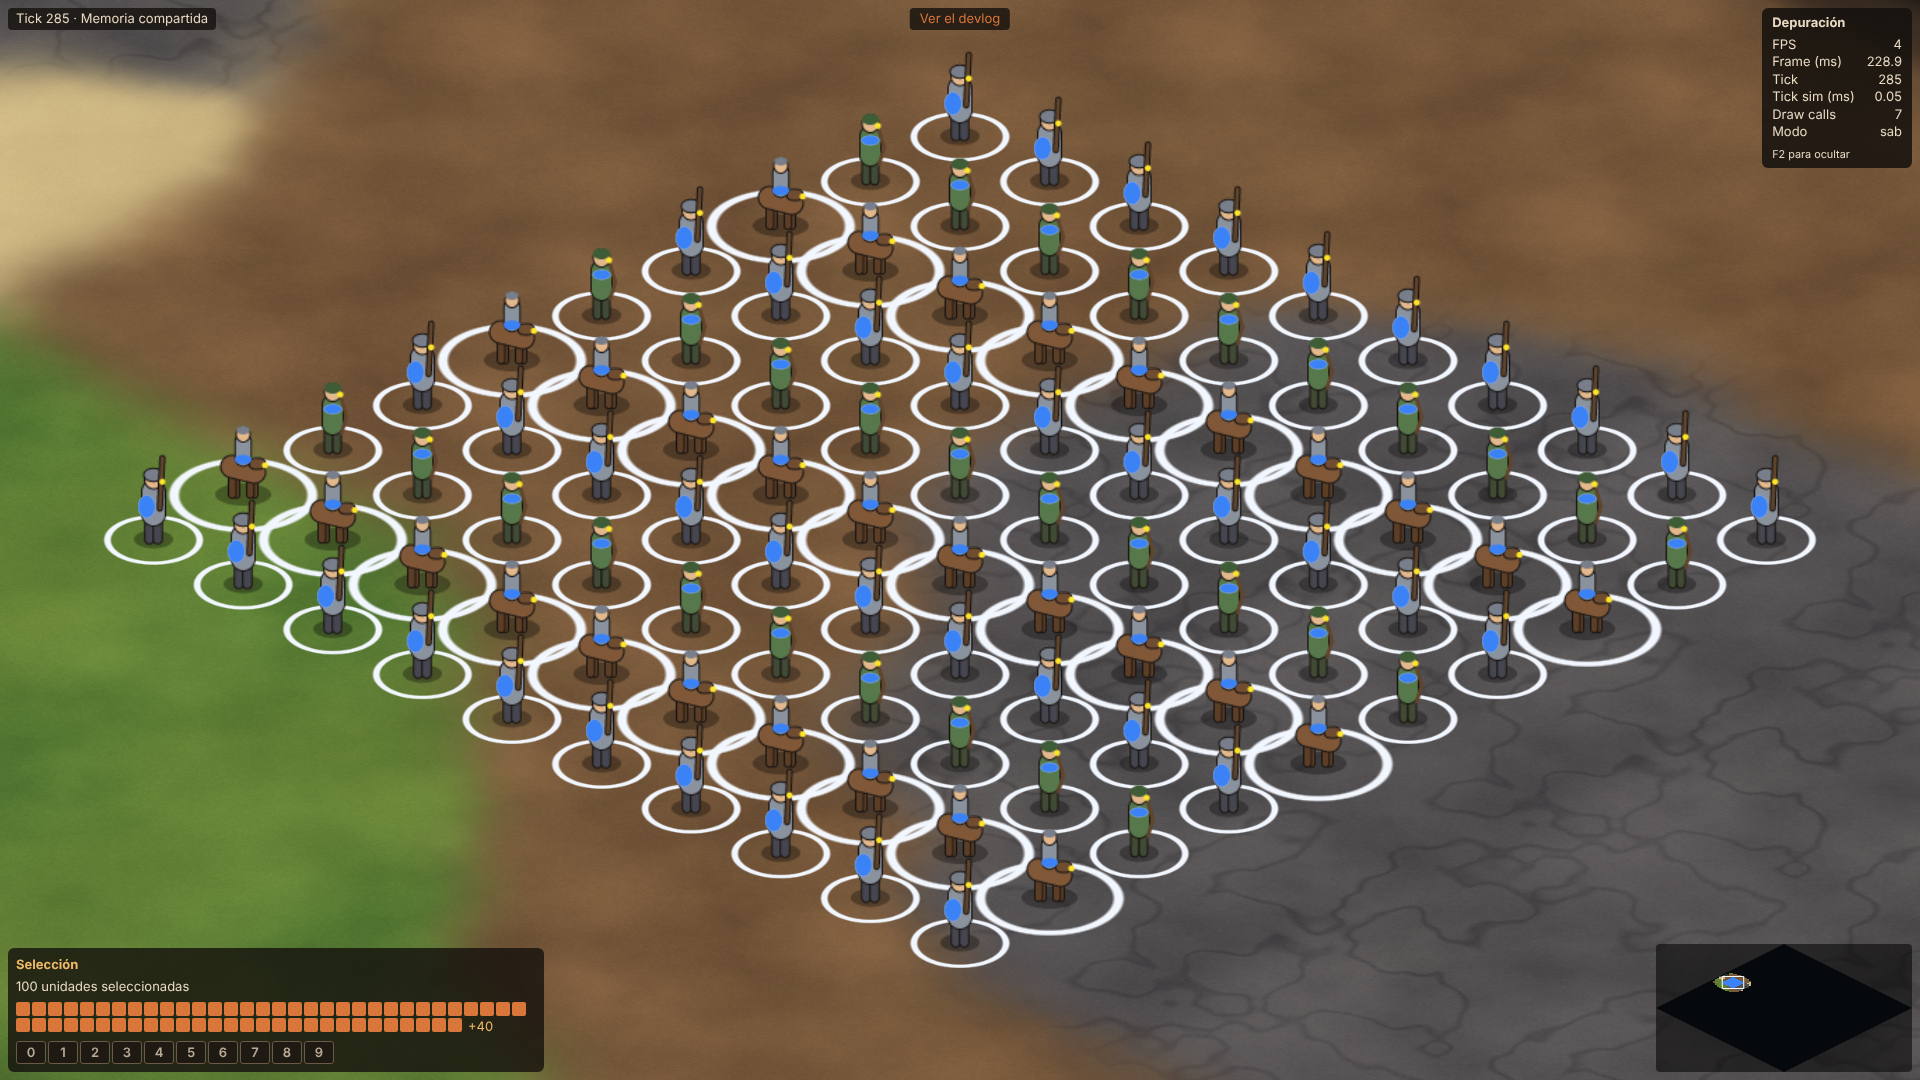 Tick 285 · Memoria compartida
Ver el devlog
Depuración
FPS 4
Frame (ms) 228.9
Tick 285
Tick sim (ms) 0.05
Draw calls 7
Modo sab
F2 para ocultar
Selección
100 unidades seleccionadas
+40
0 1 2 3 4 5 6 7 8 9